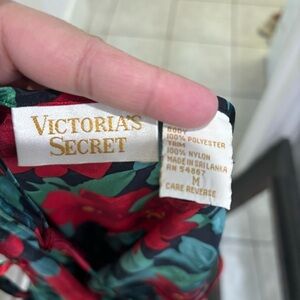 VICTORIA'S
SECRET
BODY
100% POLYESTER
TRIM
100% NYLON
MADE IN SRI LANKA
RN 54867
M
CARE REVERSE